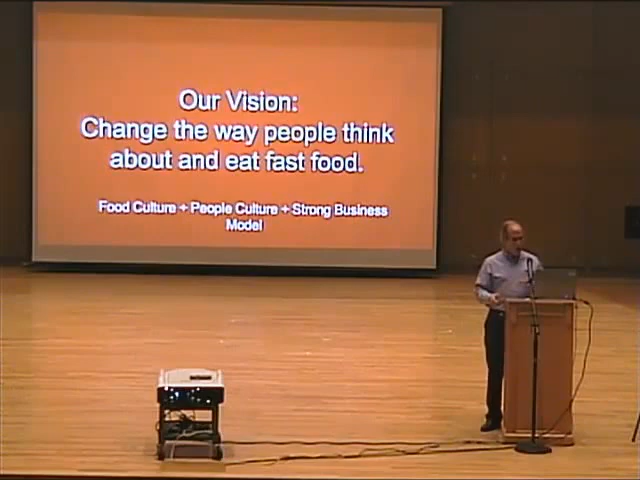 Our Vision:
Change the way people think
about and eat fast food.
Food Culture + People Culture + Strong Business
Model